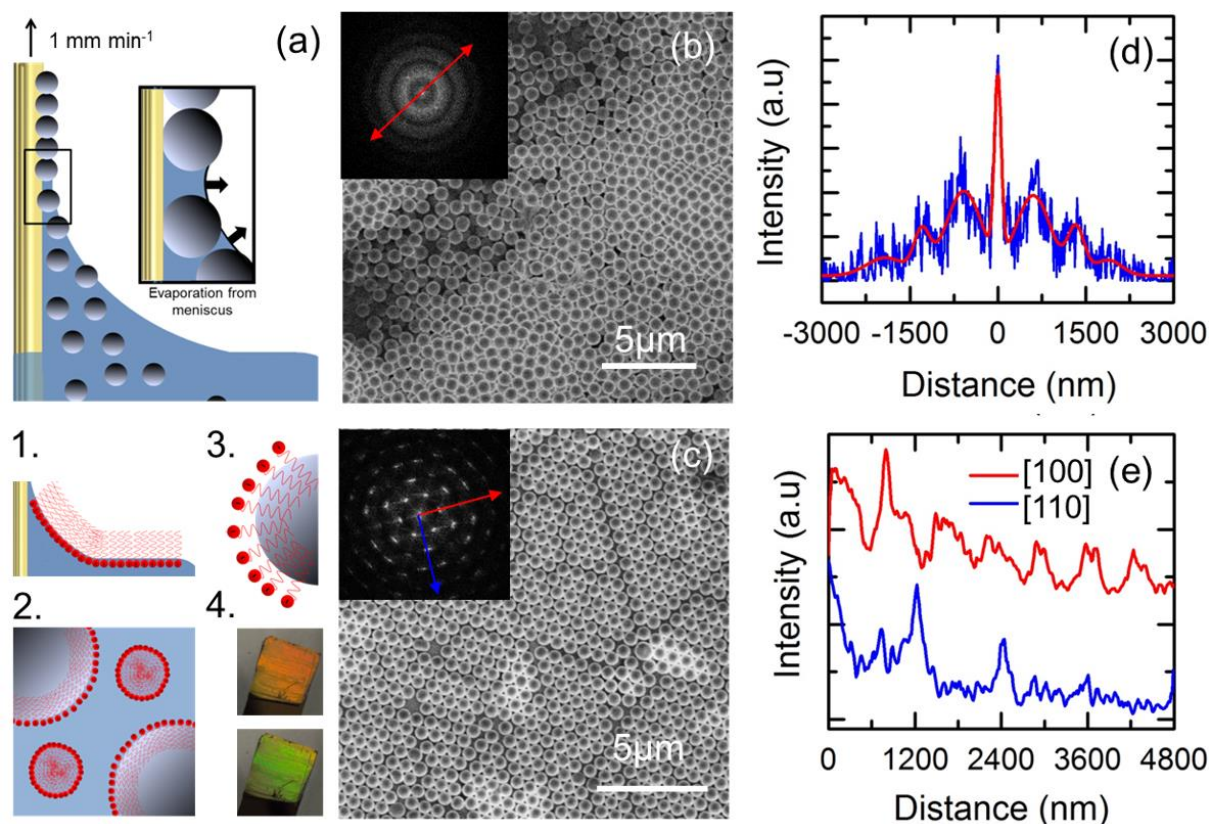 1 mm min⁻¹
(a)
Evaporation from
meniscus
(b)
5μm
(d)
Intensity (a.u)
-3000 -1500 0 1500 3000
Distance (nm)
1.
3.
2.
4.
(c)
5μm
(e)
[100]
[110]
Intensity (a.u)
0 1200 2400 3600 4800
Distance (nm)